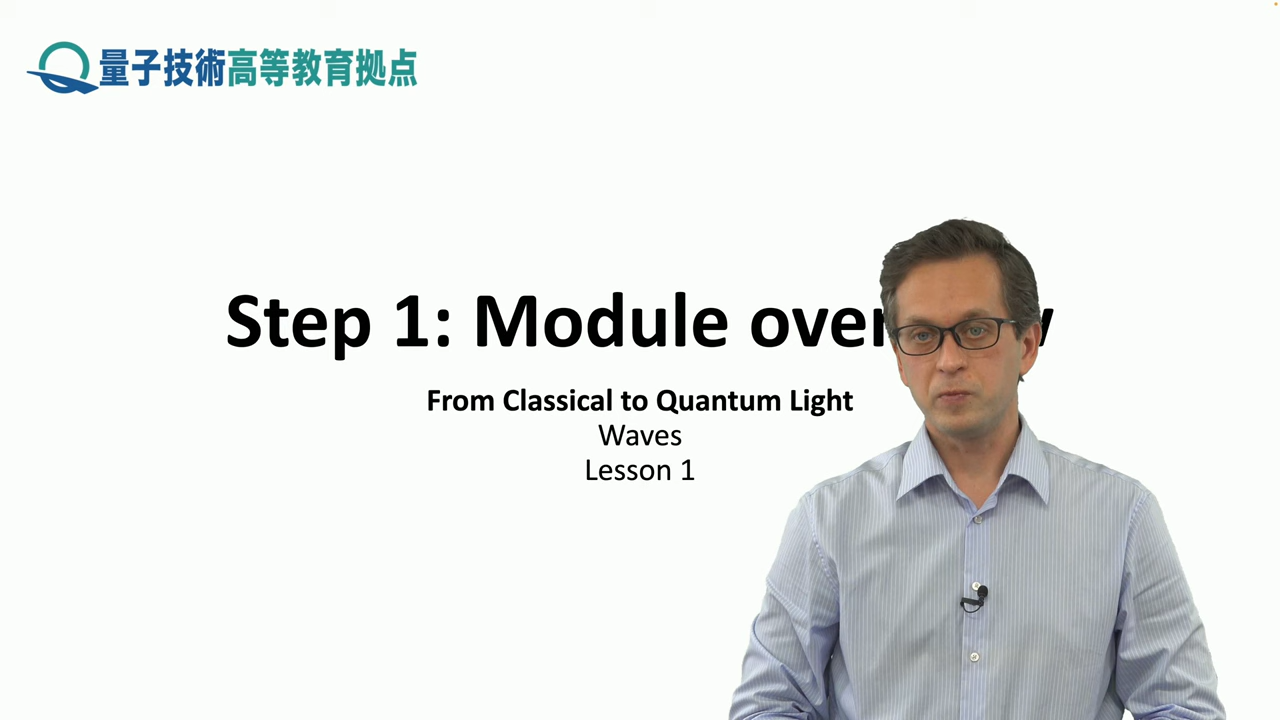 量子技術高等教育拠点
Step 1: Module over w
From Classical to Quantum Light
Waves
Lesson 1